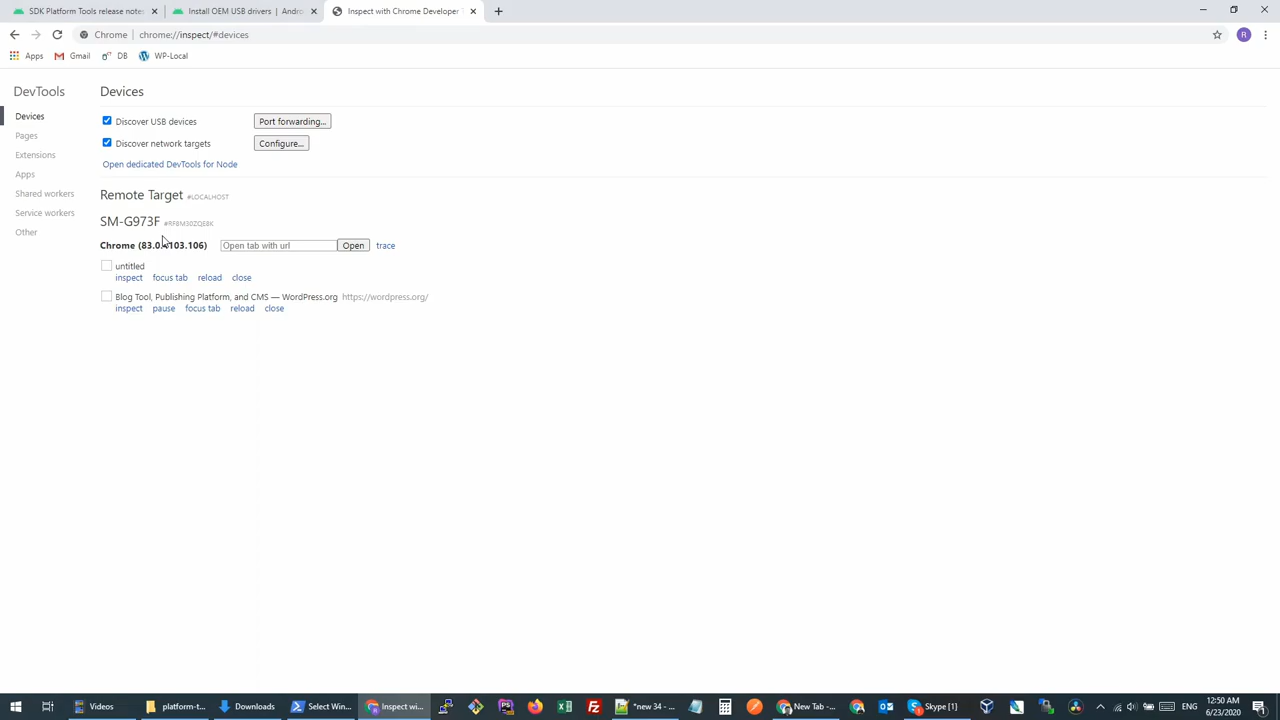 SDK Platform Tools release notes
Install OEM USB drivers | Andro
Inspect with Chrome Developer T
Chrome | chrome://inspect/#devices
R
Apps Gmail DB WP-Local
DevTools
Devices
Pages
Extensions
Apps
Shared workers
Service workers
Other
Devices
Discover USB devices Port forwarding...
Discover network targets Configure...
Open dedicated DevTools for Node
Remote Target #LOCALHOST
SM-G973F
Chrome (83.0.4103.106) Open tab with url Open trace
untitled
inspect focus tab reload close
Blog Tool, Publishing Platform, and CMS — WordPress.org https://wordpress.org/
inspect pause focus tab reload close
Videos platform-t... Downloads Select Win... Inspect wi... *new 34 - ... New Tab - ... Skype [1] ENG
12:50 AM
6/23/2020